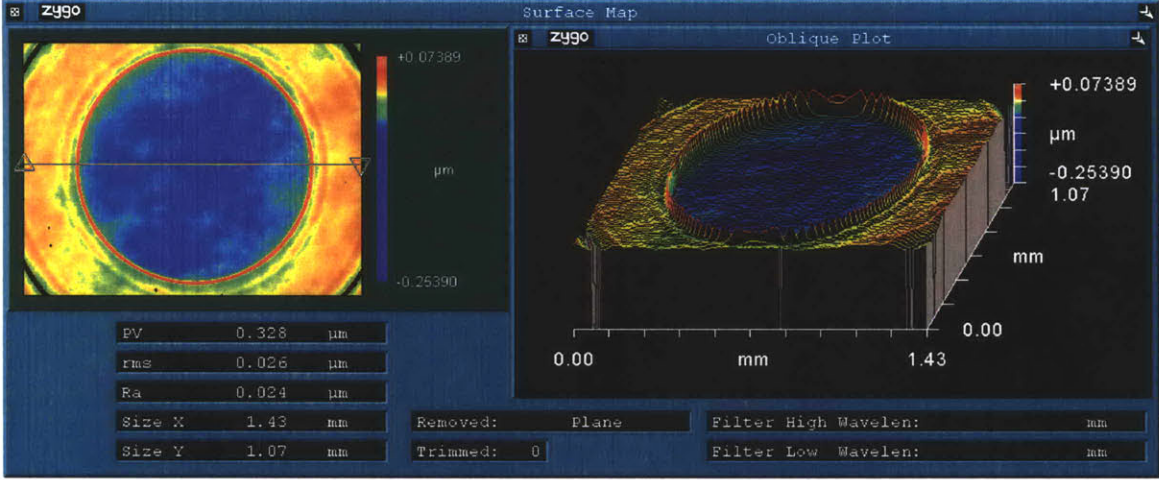 zygo Surface Map
+0.07389
µm
-0.25390
zygo Oblique Plot
+0.07389
µm
-0.25390
1.07
mm
0.00
0.00 mm 1.43
PV 0.328 µm
rms 0.026 µm
Ra 0.024 µm
Size X 1.43 mm
Size Y 1.07 mm
Removed: Plane
Trimmed: 0
Filter High Wavelen: mm
Filter Low Wavelen: mm